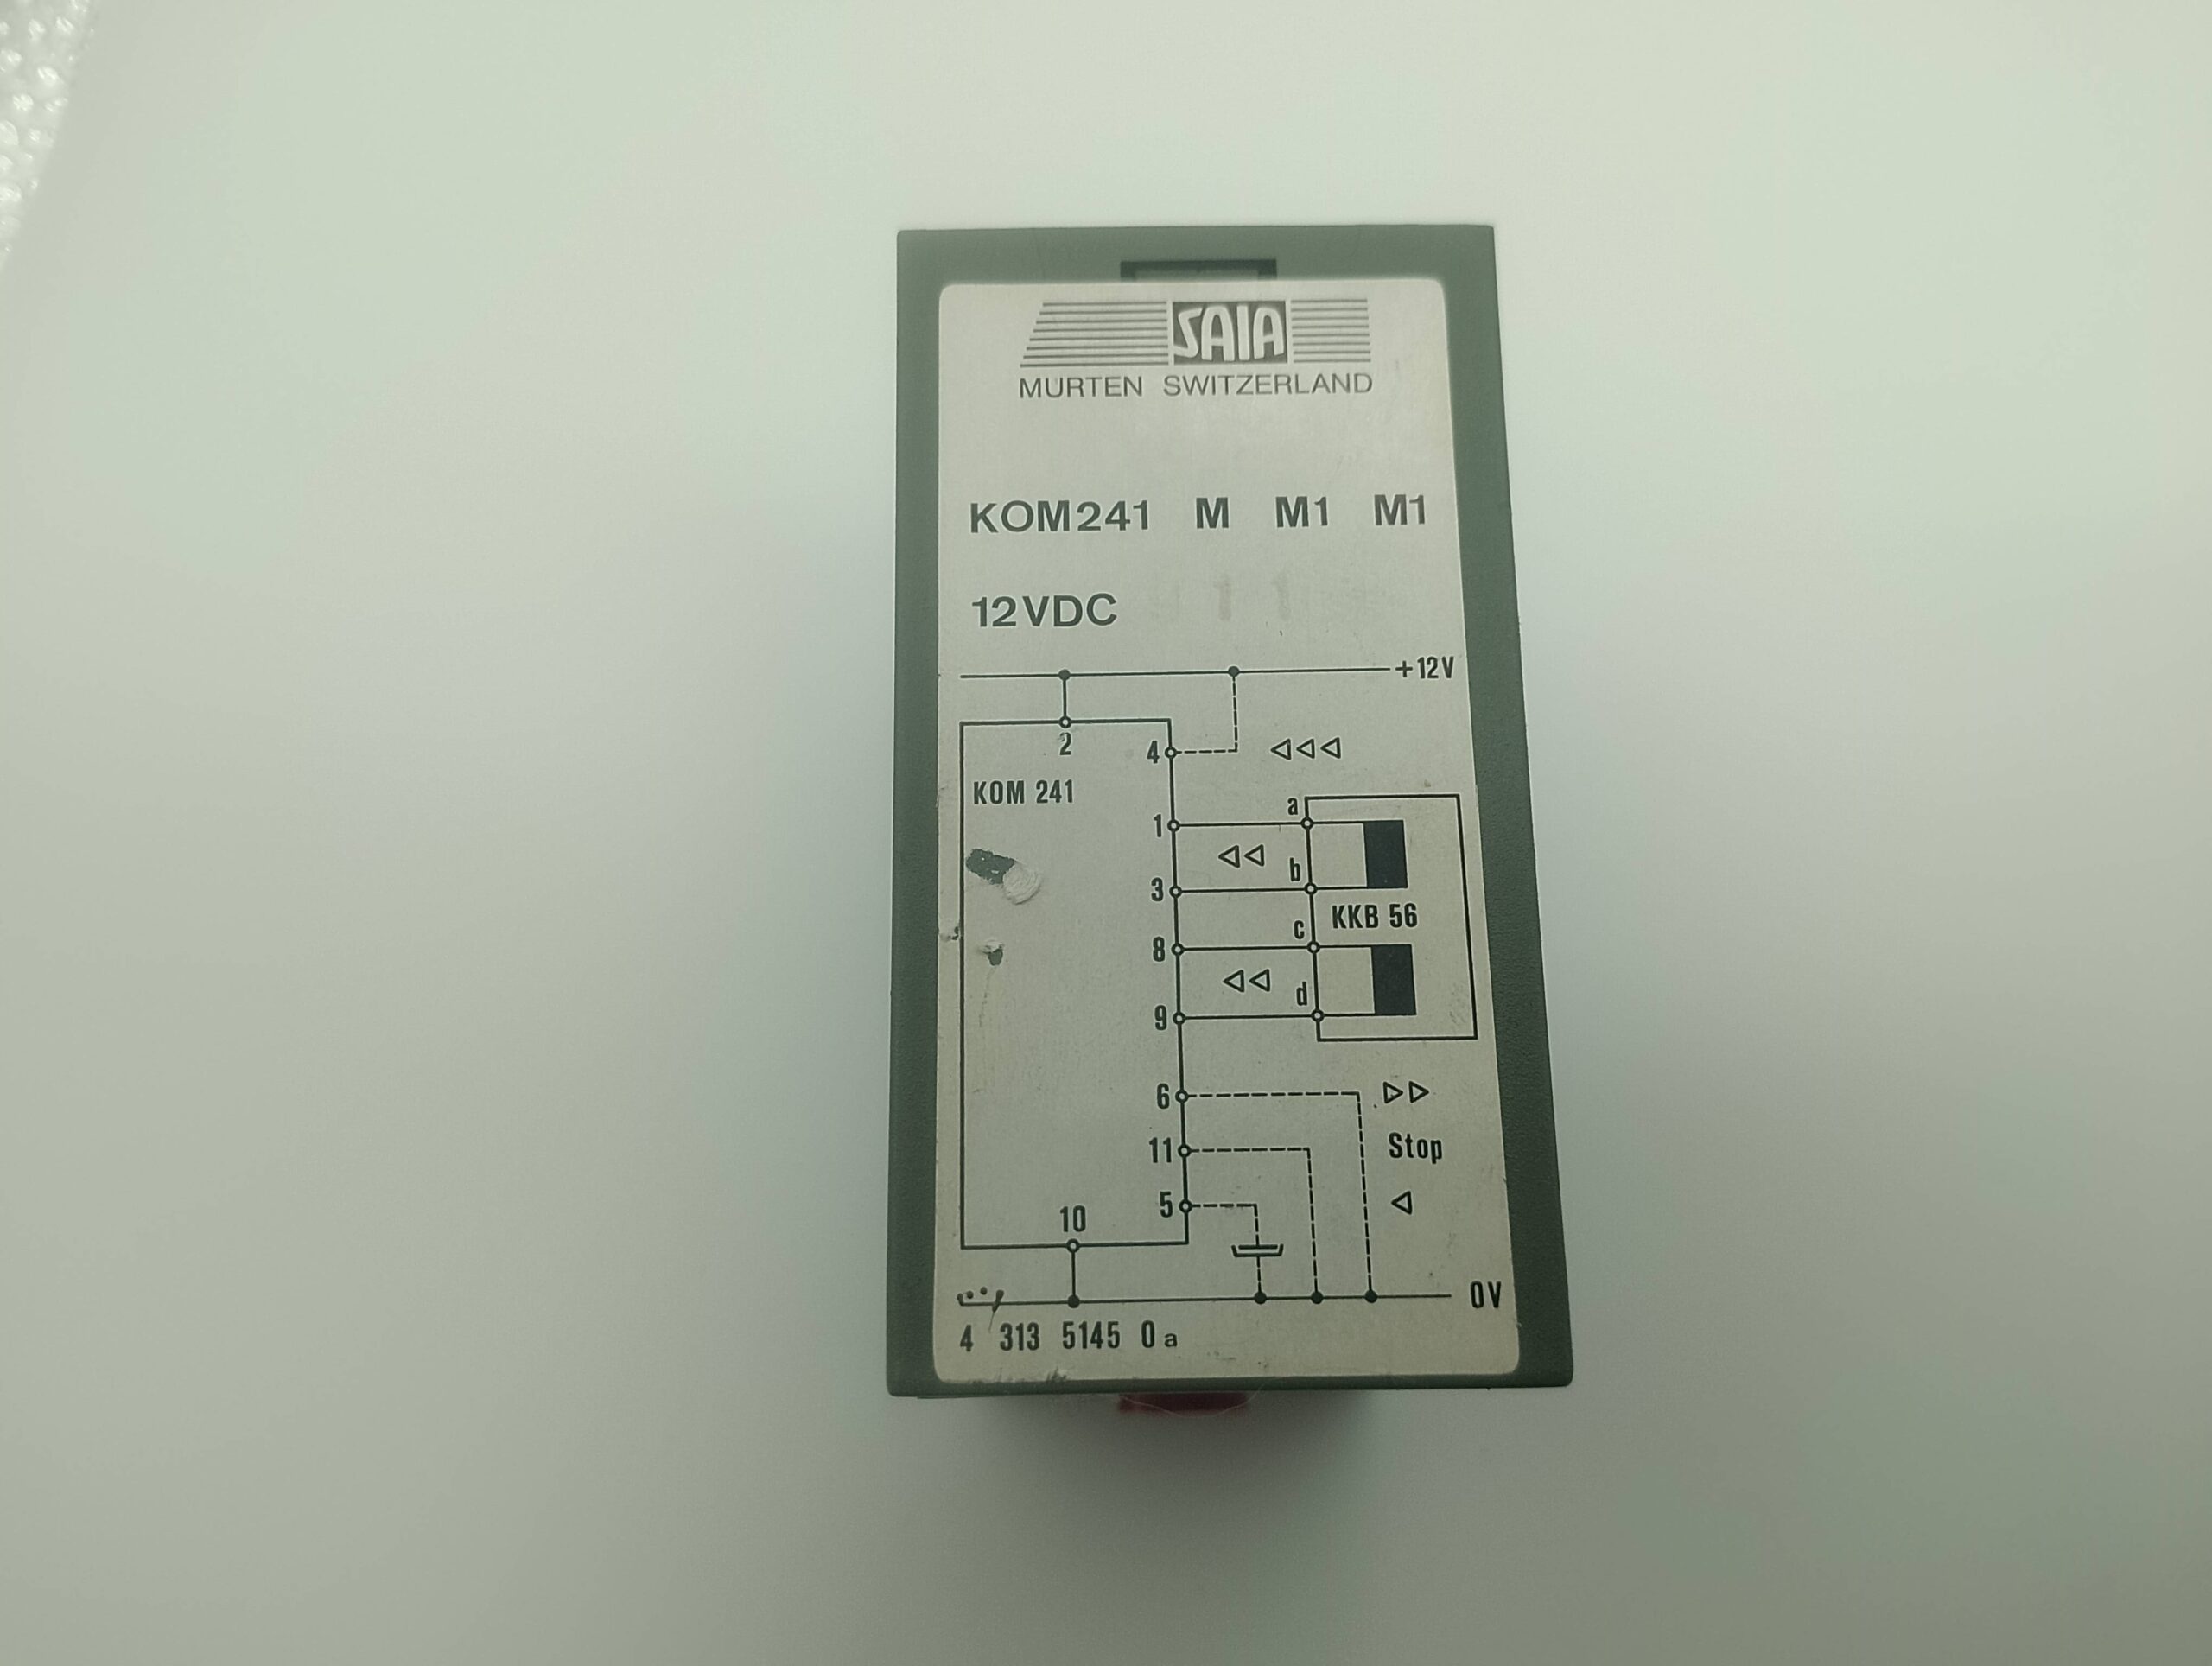 SAIA
MURTEN SWITZERLAND
KOM241 M M1 M1
12VDC
+12V
2
4
KOM 241
a
1
b
3
KKB 56
c
8
d
9
6
11
Stop
5
10
0V
4 313 5145 0a